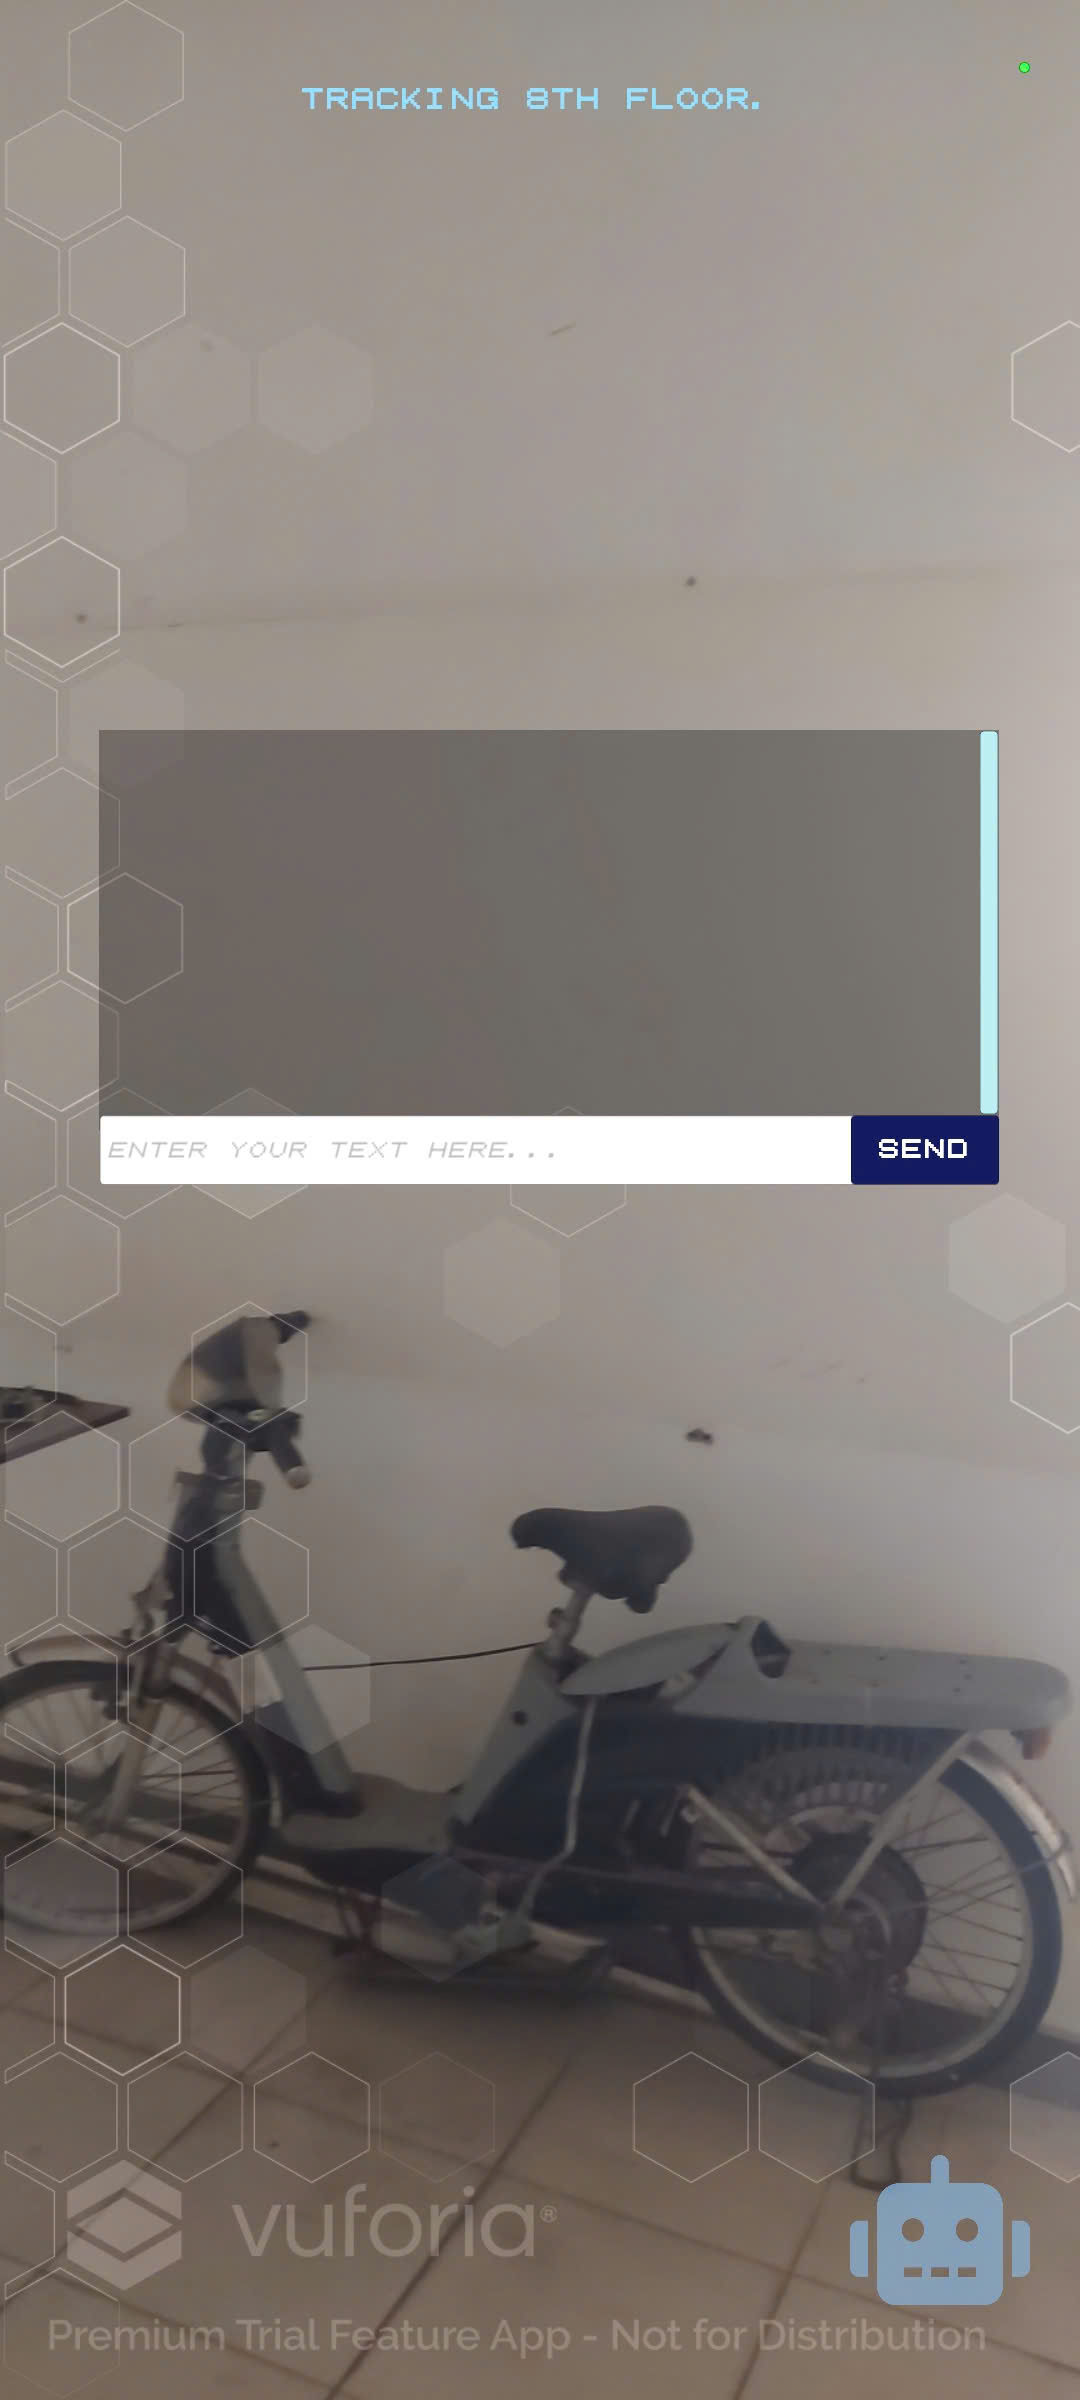 TRACKING 8TH FLOOR.
ENTER YOUR TEXT HERE...
SEND
vuforia®
Premium Trial Feature App - Not for Distribution